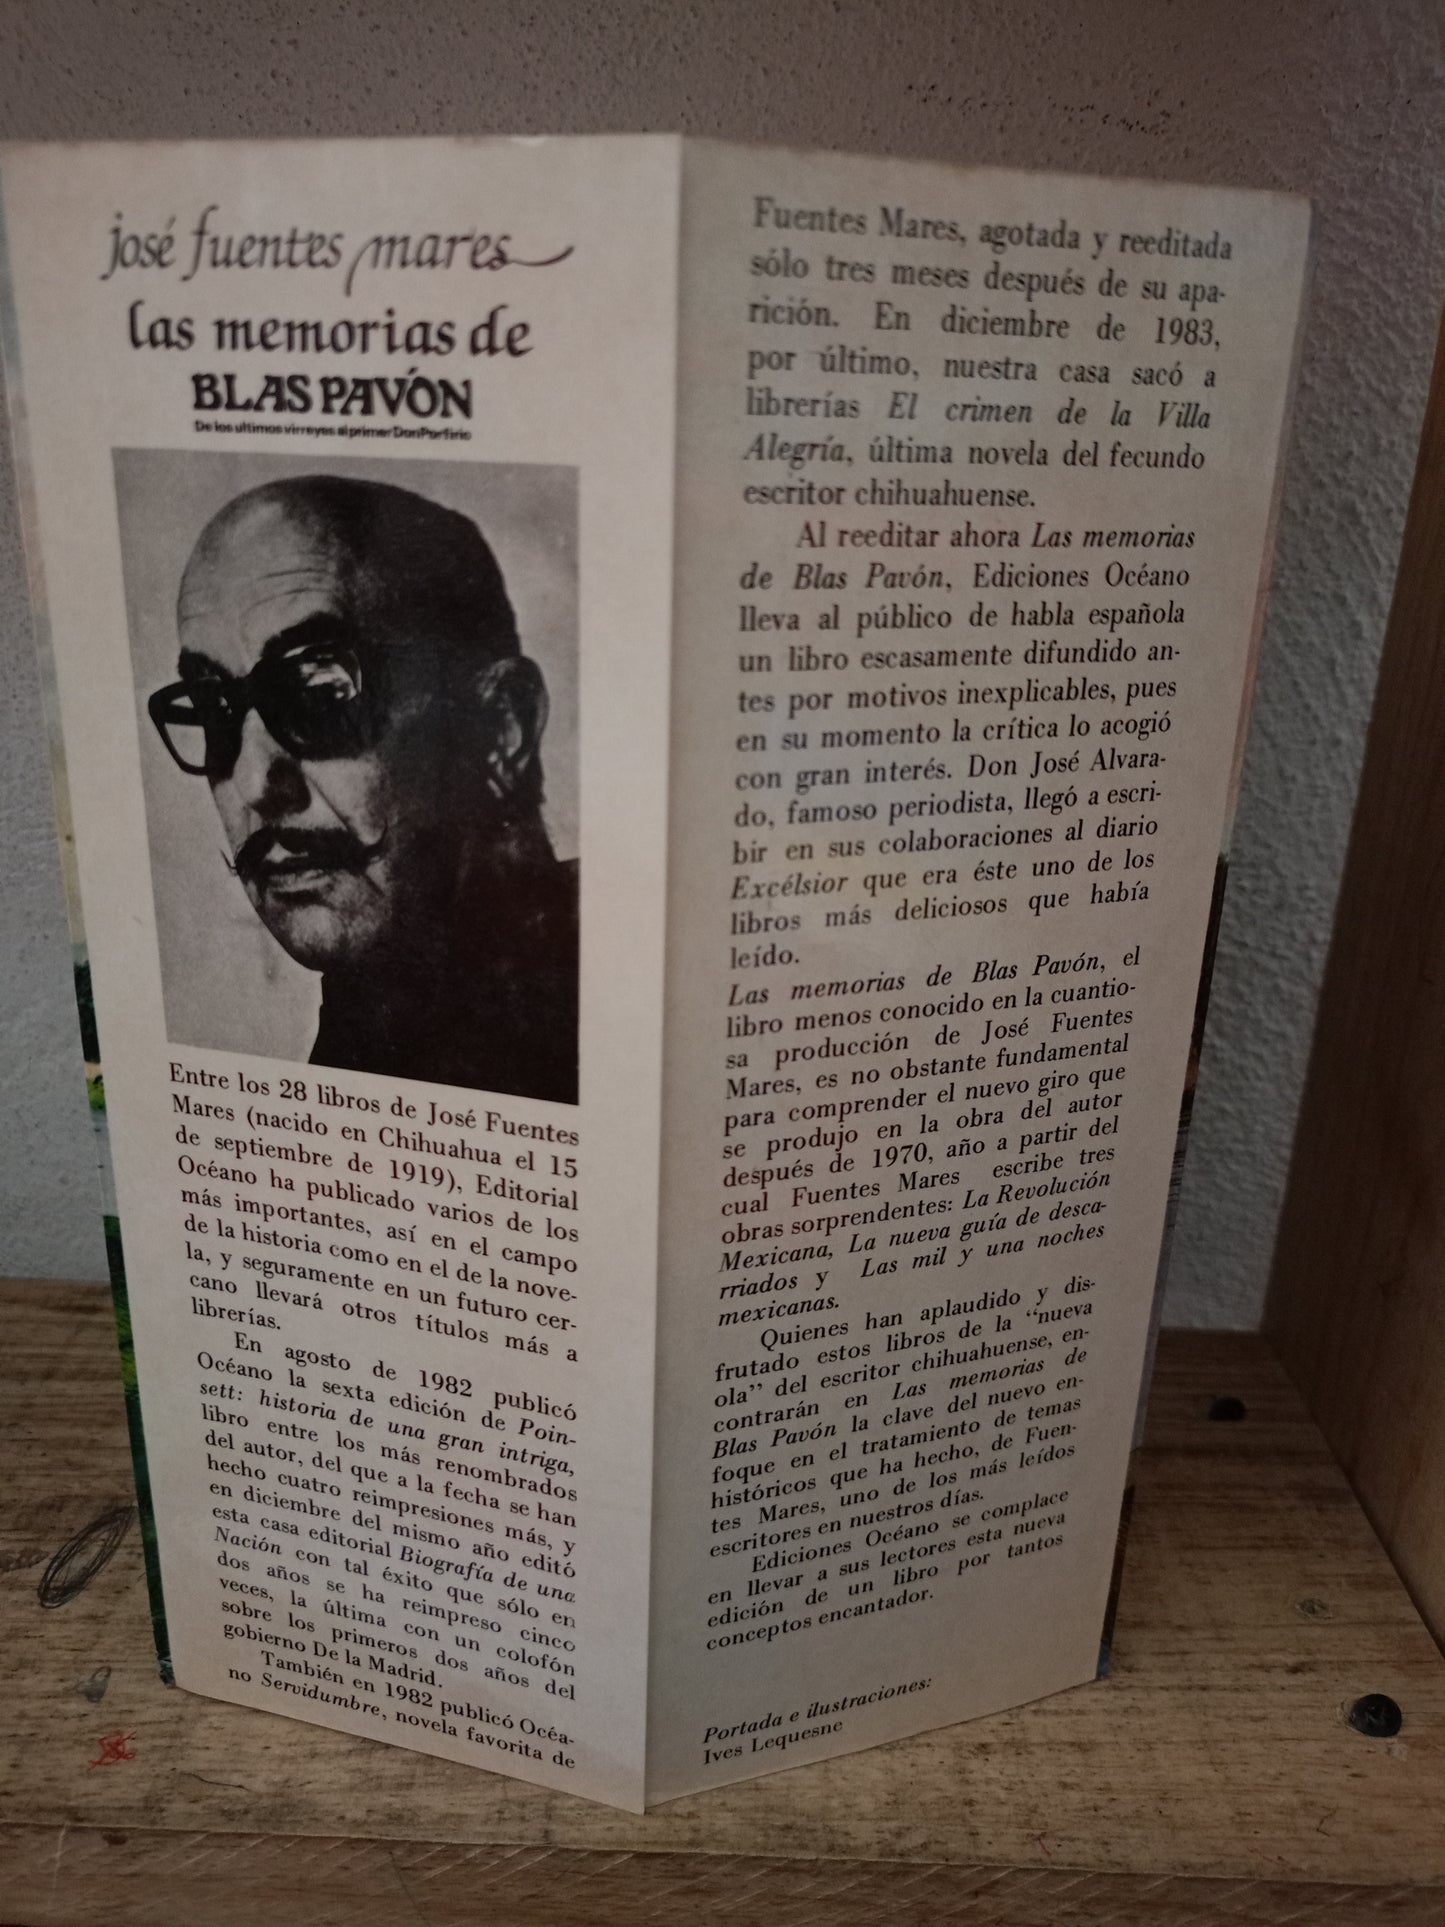 josé fuentes mares
las memorias de
BLAS PAVÓN
De los ultimos virreyes al primer Don Porfirio
Entre los 28 libros de José Fuentes
Mares (nacido en Chihuahua el 15
de septiembre de 1919), Editorial
Océano ha publicado varios de los
más importantes, así en el campo
de la historia como en el de la nove-
la, y seguramente en un futuro cer-
cano llevará otros títulos más a
librerías.
En agosto de 1982 publicó
Océano la sexta edición de Poin-
sett: historia de una gran intriga,
libro entre los más renombrados
del autor, del que a la fecha se han
hecho cuatro reimpresiones más, y
en diciembre del mismo año editó
esta casa editorial Biografía de una
Nación con tal éxito que sólo en
dos años se ha reimpreso cinco
veces, la última con un colofón
sobre los primeros dos años del
gobierno De la Madrid.
También en 1982 publicó Océa-
no Servidumbre, novela favorita de
Fuentes Mares, agotada y reeditada
sólo tres meses después de su apa-
rición. En diciembre de 1983,
por último, nuestra casa sacó a
librerías El crimen de la Villa
Alegría, última novela del fecundo
escritor chihuahuense.
Al reeditar ahora Las memorias
de Blas Pavón, Ediciones Océano
lleva al público de habla española
un libro escasamente difundido an-
tes por motivos inexplicables, pues
en su momento la crítica lo acogió
con gran interés. Don José Alvara-
do, famoso periodista, llegó a escri-
bir en sus colaboraciones al diario
Excélsior que era éste uno de los
libros más deliciosos que había
leído.
Las memorias de Blas Pavón, el
libro menos conocido en la cuantio-
sa producción de José Fuentes
Mares, es no obstante fundamental
para comprender el nuevo giro que
se produjo en la obra del autor
después de 1970, año a partir del
cual Fuentes Mares escribe tres
obras sorprendentes: La Revolución
Mexicana, La nueva guía de desca-
rriados y Las mil y una noches
mexicanas.
Quienes han aplaudido y dis-
frutado estos libros de la “nueva
ola” del escritor chihuahuense, en-
contrarán en Las memorias de
Blas Pavón la clave del nuevo en-
foque en el tratamiento de temas
históricos que ha hecho, de Fuen-
tes Mares, uno de los más leídos
escritores en nuestros días.
Ediciones Océano se complace
en llevar a sus lectores esta nueva
edición de un libro por tantos
conceptos encantador.
Portada e ilustraciones:
Ives Lequesne